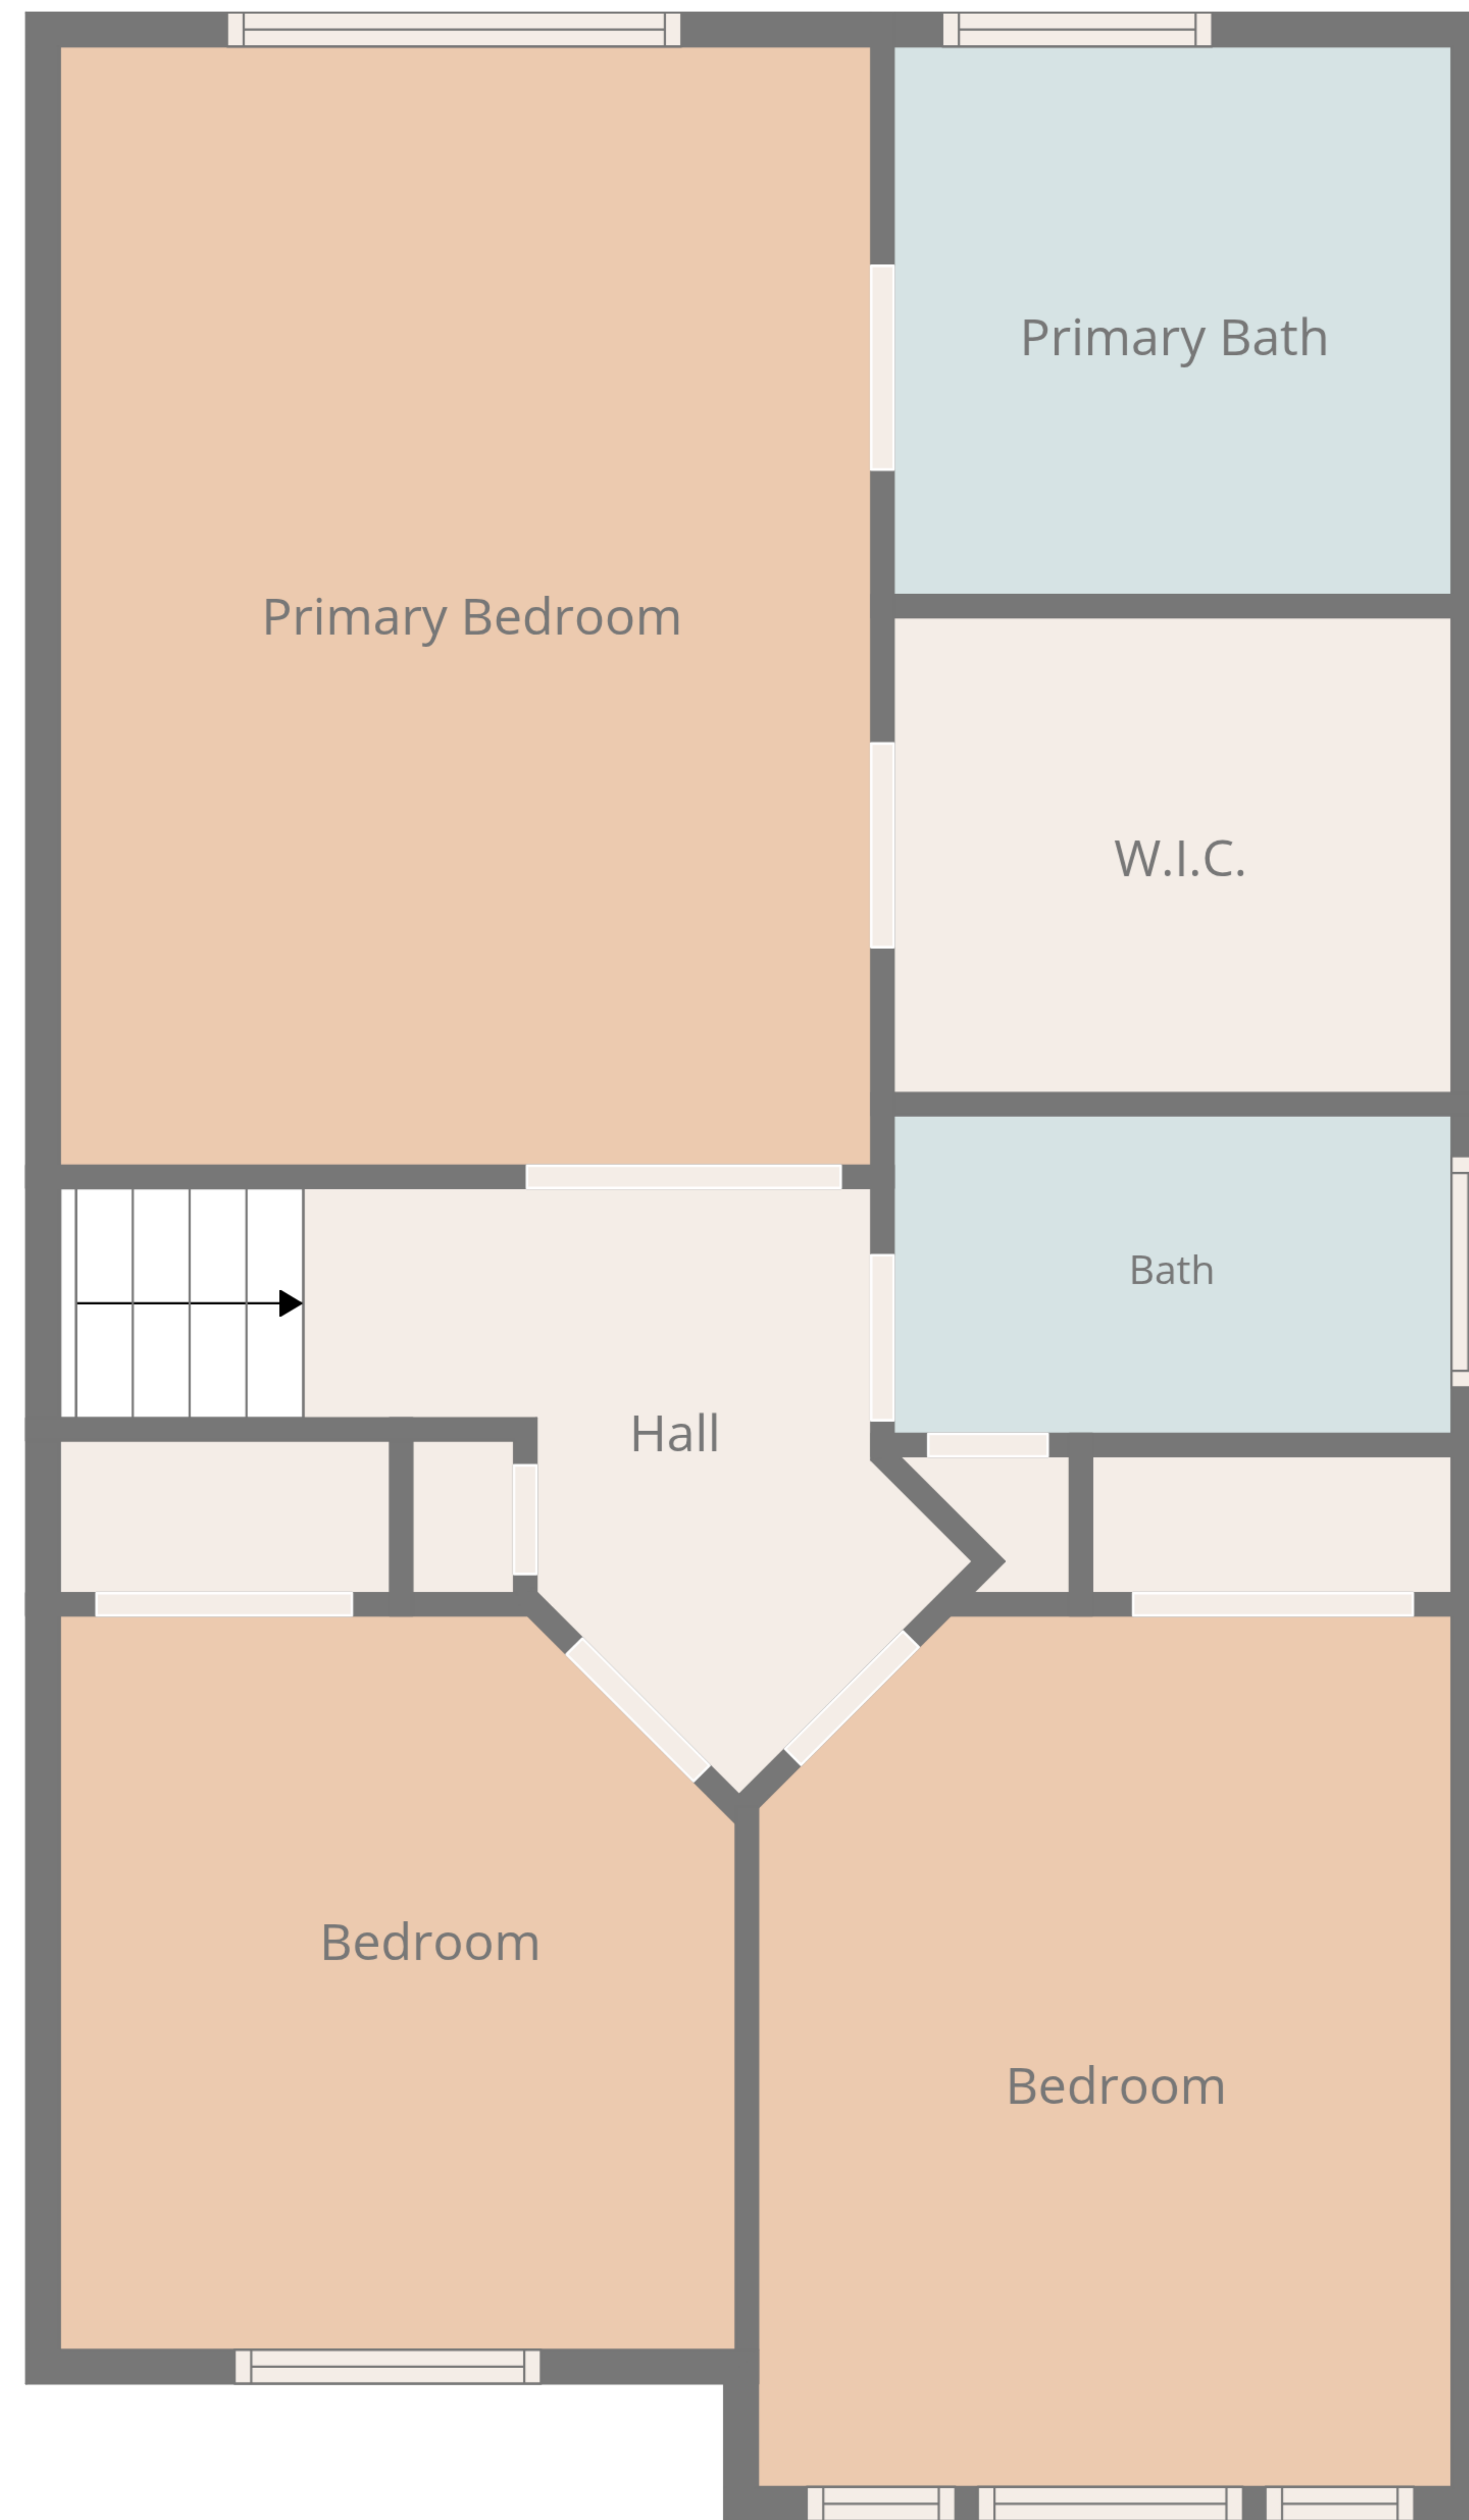 Primary Bath
Primary Bedroom
W.I.C.
Bath
Hall
Bedroom
Bedroom